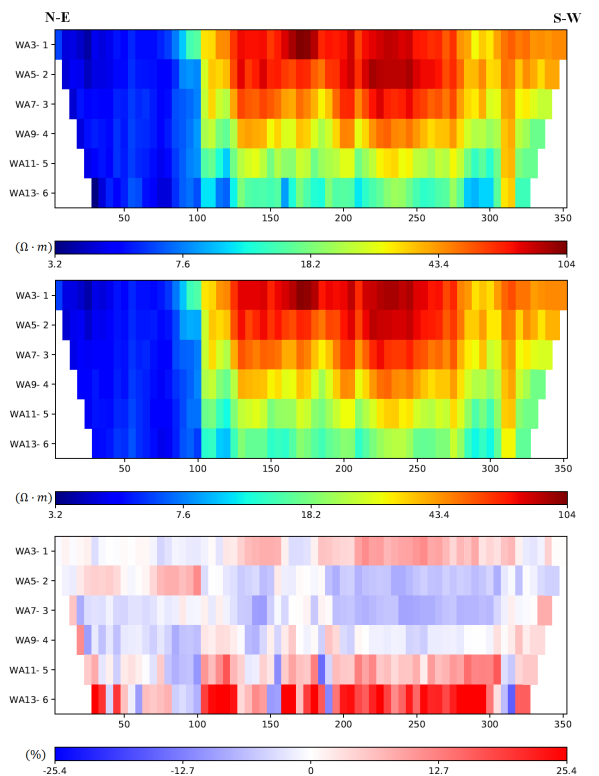 N-E S-W
WA3- 1
WA5- 2
WA7- 3
WA9- 4
WA11- 5
WA13- 6
50 100 150 200 250 300 350
(Ω · m)
3.2 7.6 18.2 43.4 104
WA3- 1
WA5- 2
WA7- 3
WA9- 4
WA11- 5
WA13- 6
50 100 150 200 250 300 350
(Ω · m)
3.2 7.6 18.2 43.4 104
WA3- 1
WA5- 2
WA7- 3
WA9- 4
WA11- 5
WA13- 6
50 100 150 200 250 300 350
(%)
-25.4 -12.7 0 12.7 25.4